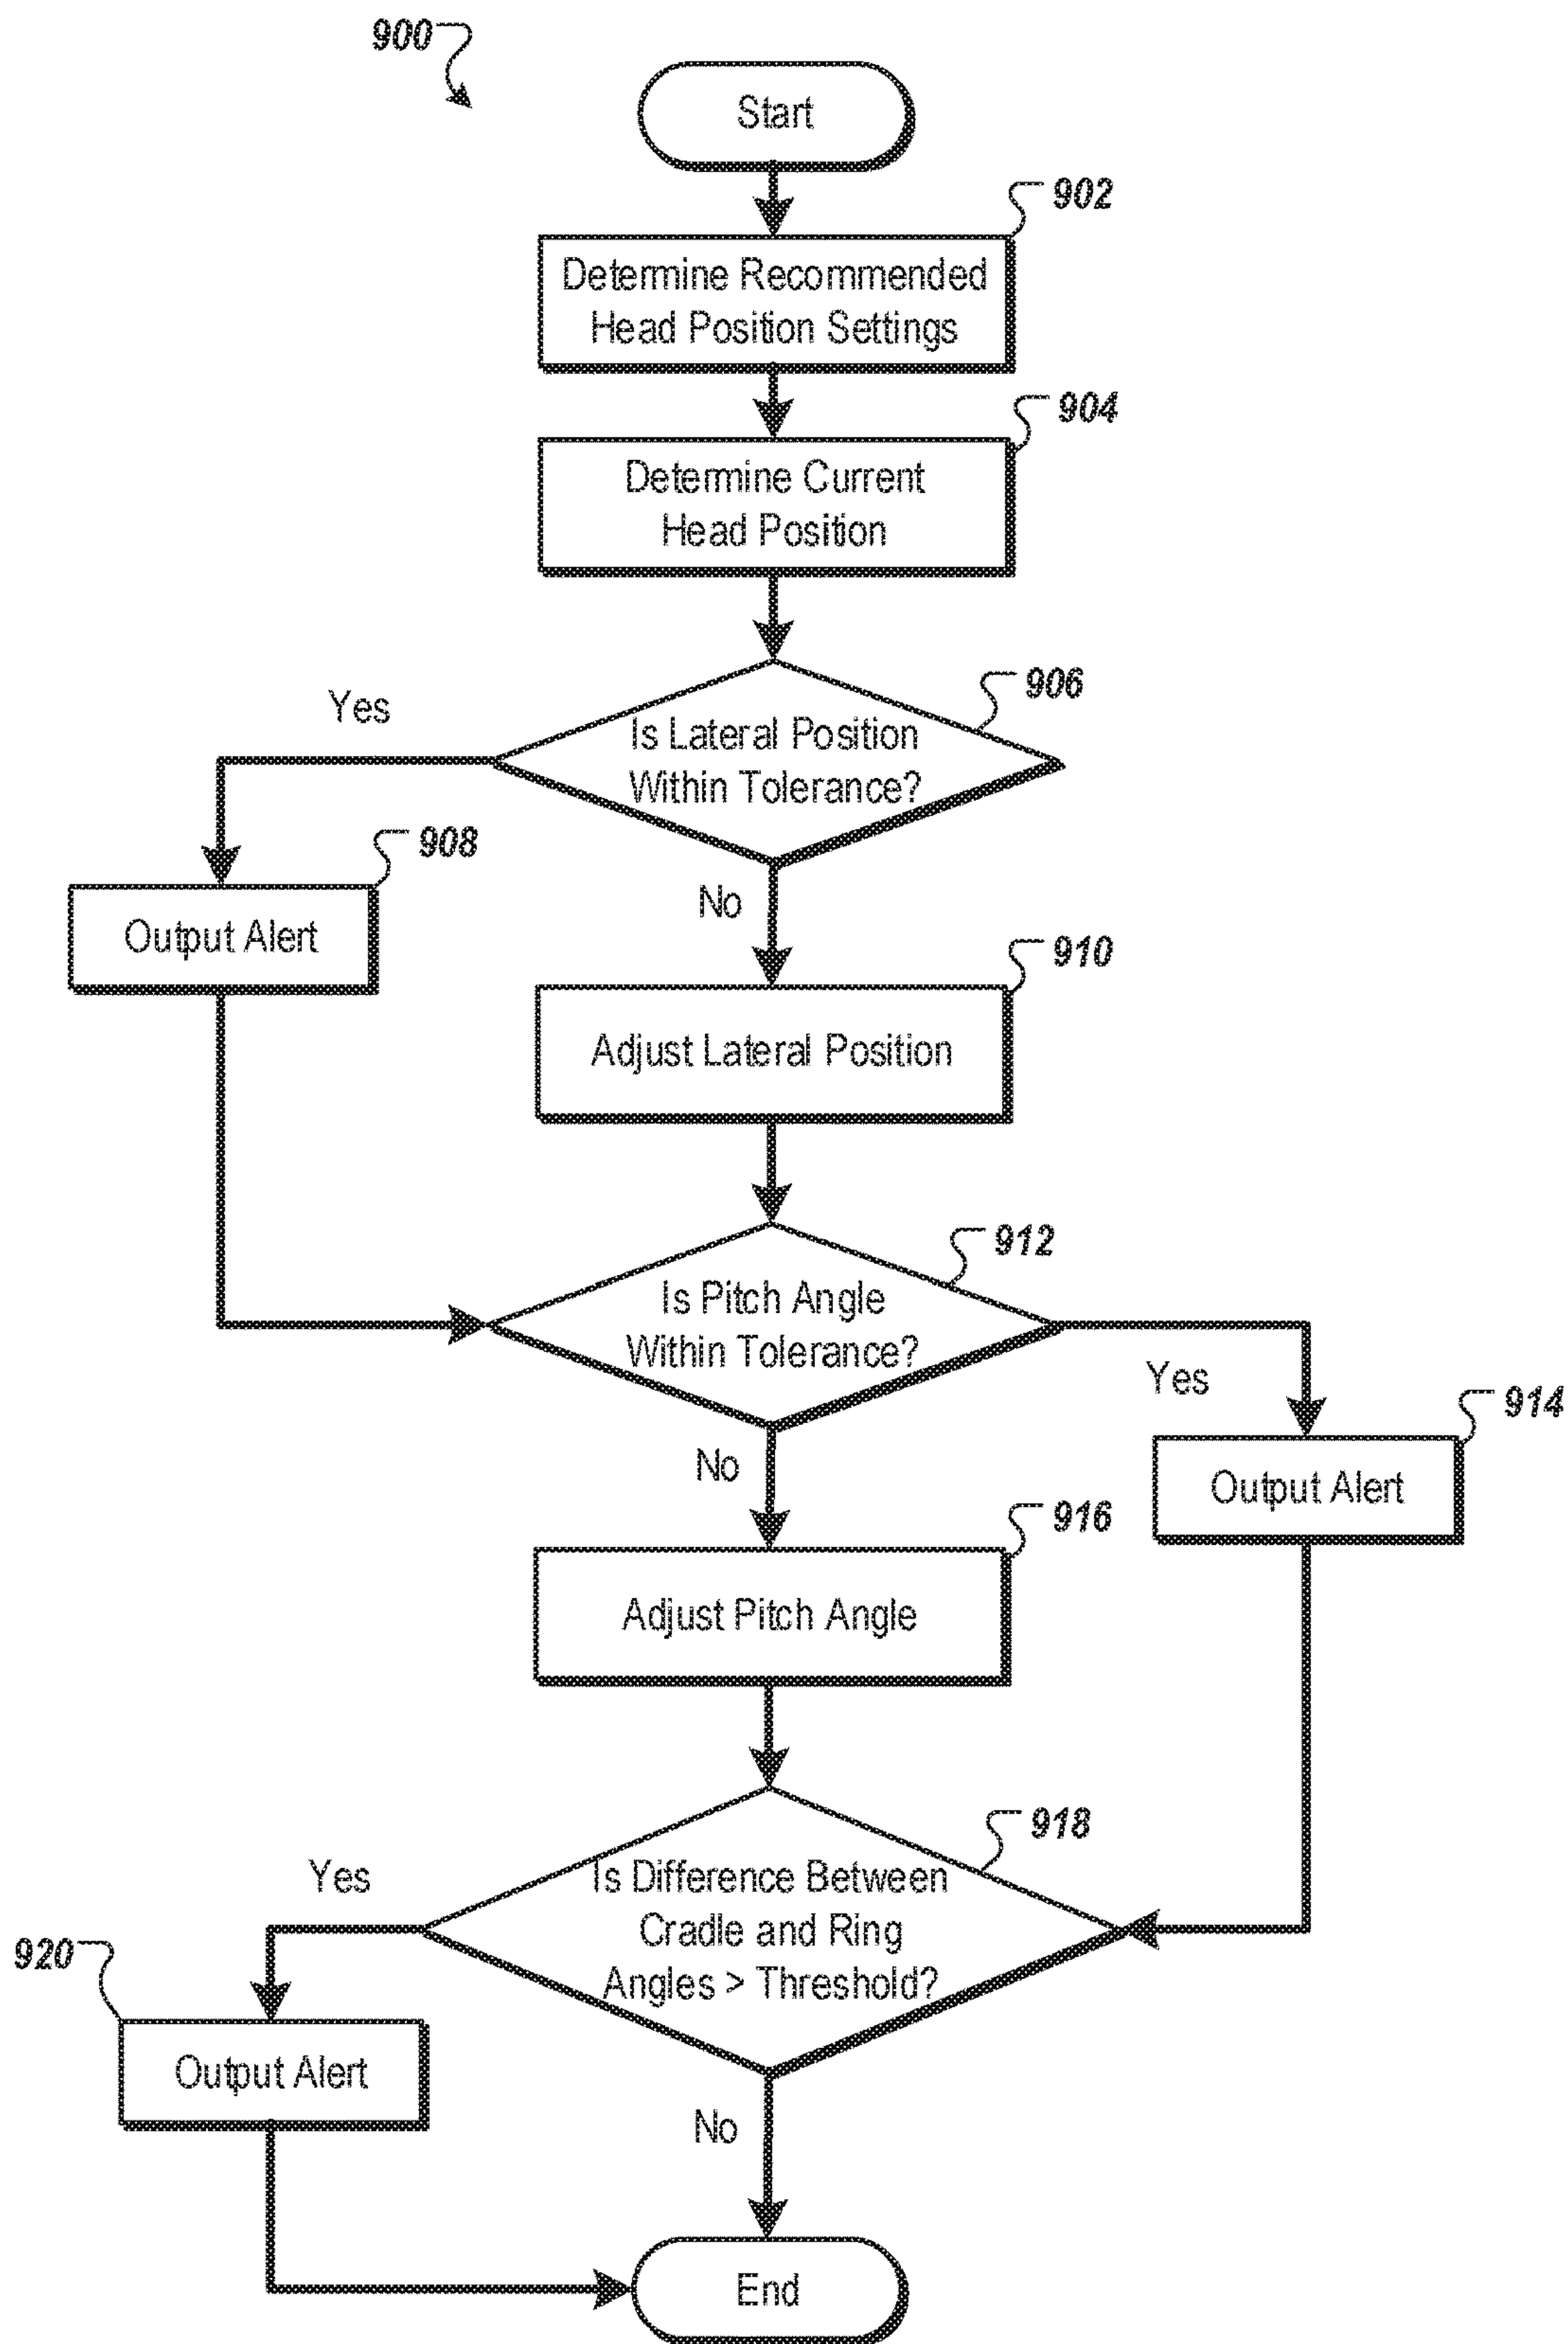 900
Start
902
Determine Recommended
Head Position Settings
904
Determine Current
Head Position
906
Yes
Is Lateral Position
Within Tolerance?
908
Output Alert
No
910
Adjust Lateral Position
912
Is Pitch Angle
Within Tolerance?
Yes
914
Output Alert
No
916
Adjust Pitch Angle
918
Yes
Is Difference Between
Cradle and Ring
Angles > Threshold?
920
Output Alert
No
End